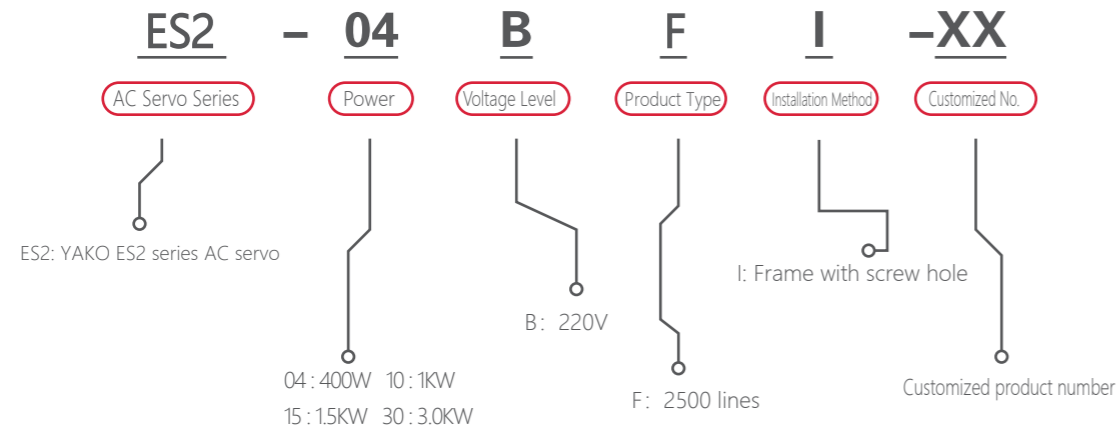 ES2 – 04 B F I –XX
AC Servo Series Power Voltage Level Product Type Installation Method Customized No.
ES2: YAKO ES2 series AC servo
I: Frame with screw hole
B: 220V
04 : 400W 10 : 1KW
15 : 1.5KW 30 : 3.0KW
F: 2500 lines
Customized product number